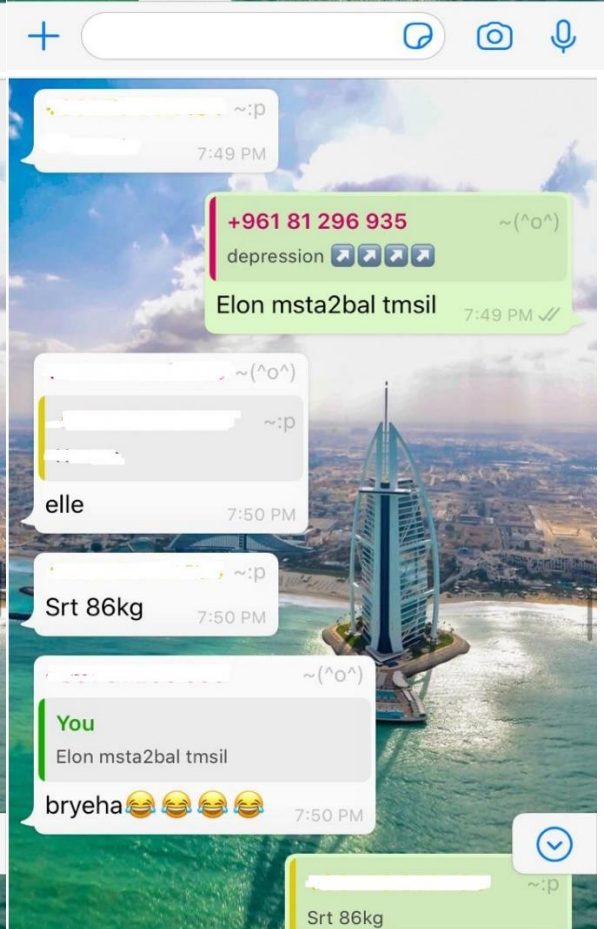 ~:p
7:49 PM
+961 81 296 935 ~(^o^)
depression ↗️↗️↗️↗️
Elon msta2bal tmsil 7:49 PM
~(^o^)
~:p
elle
7:50 PM
~:p
Srt 86kg 7:50 PM
~(^o^)
You
Elon msta2bal tmsil
bryeha😂😂😂😂 7:50 PM
~:p
Srt 86kg